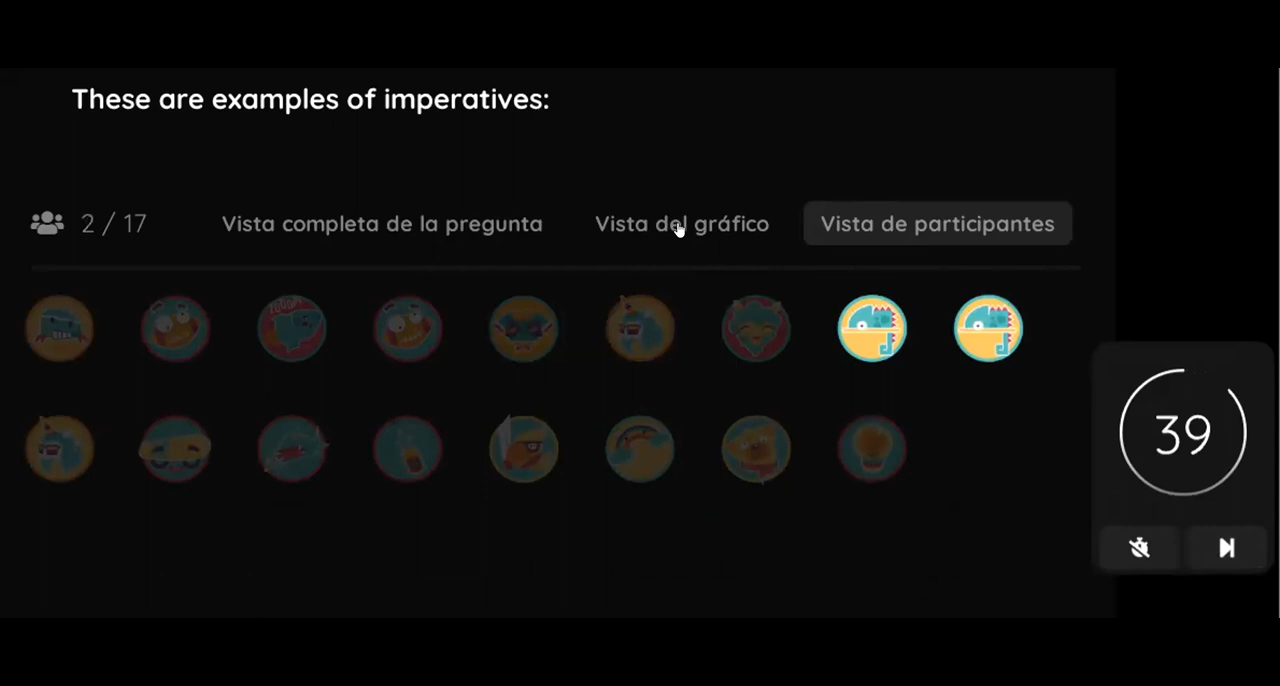 These are examples of imperatives:
2 / 17
Vista completa de la pregunta
Vista del gráfico
Vista de participantes
39